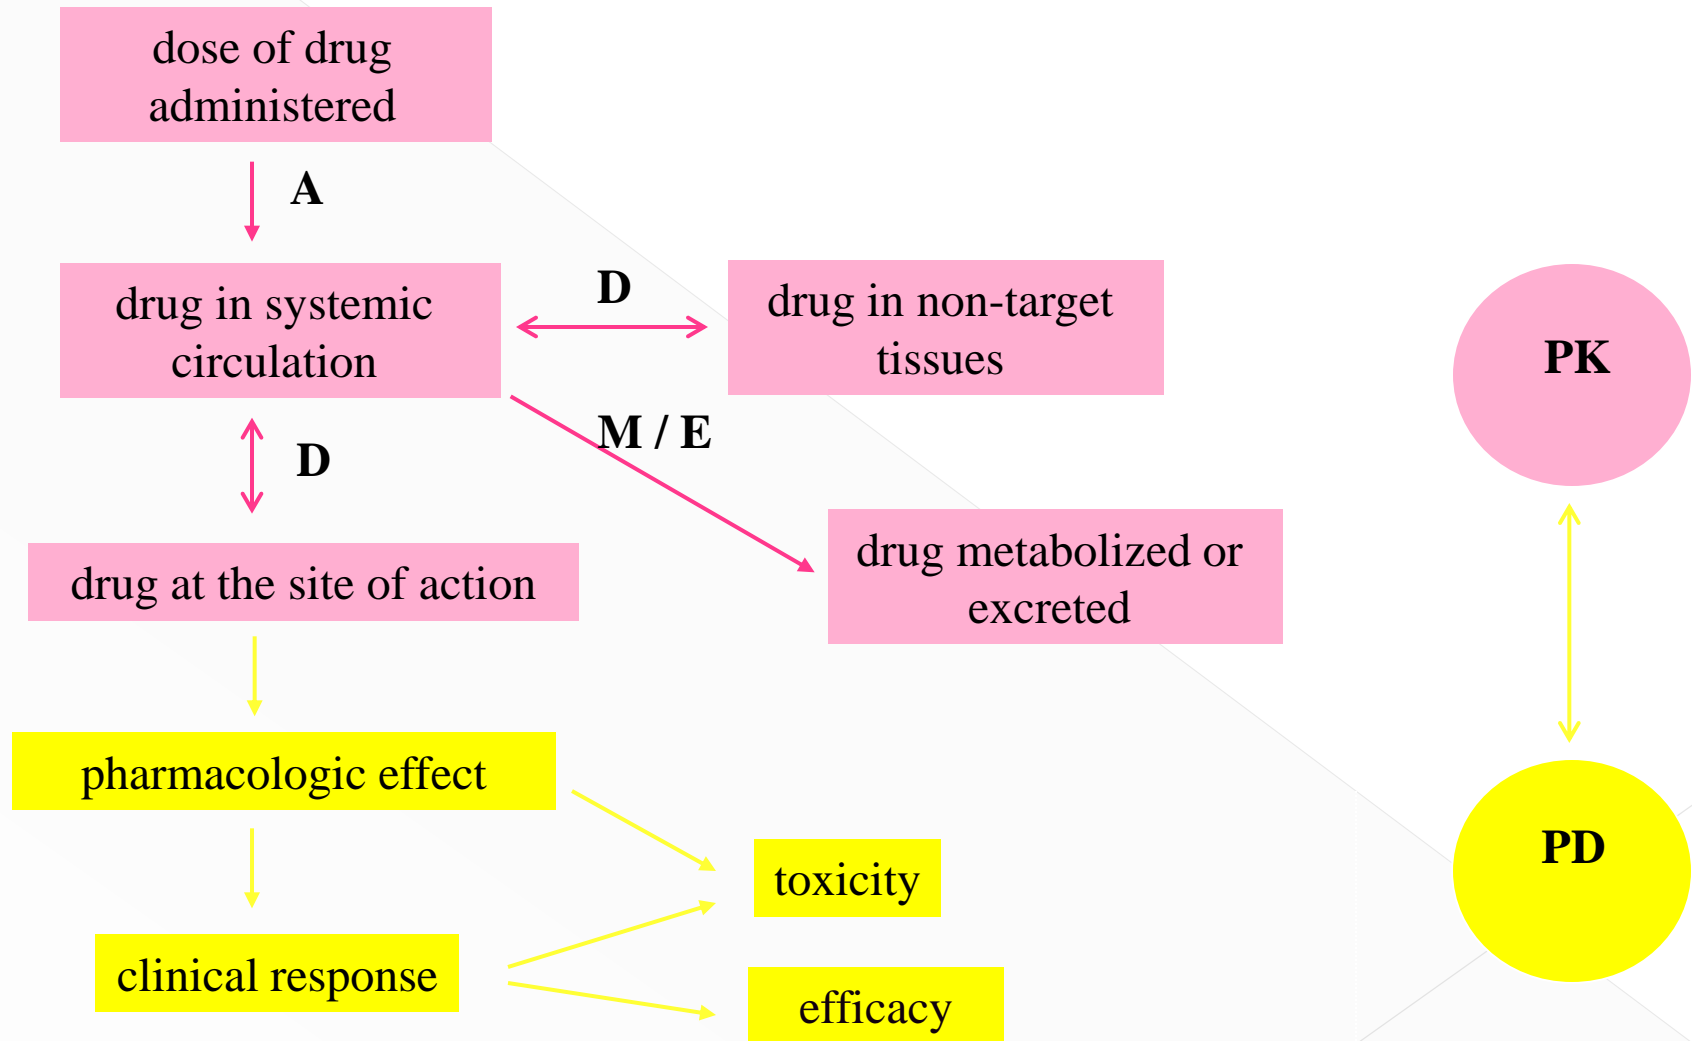 dose of drug
administered
A
drug in systemic
circulation
D
drug in non-target
tissues
PK
M / E
D
drug metabolized or
excreted
drug at the site of action
pharmacologic effect
toxicity
PD
clinical response
efficacy